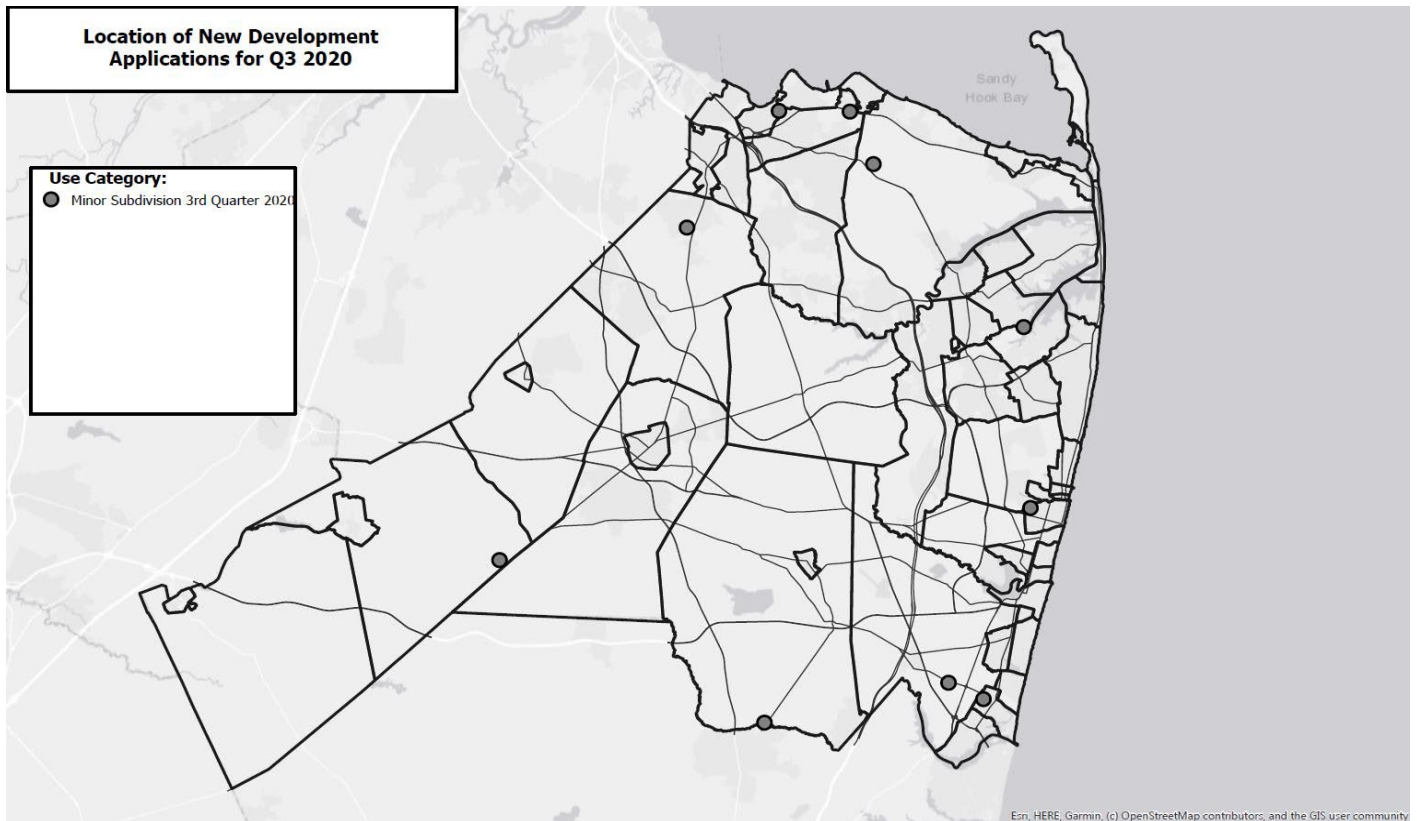 Location of New Development
Applications for Q3 2020
Sandy
Hook Bay
Use Category:
Minor Subdivision 3rd Quarter 2020
Esri, HERE, Garmin, (c) OpenStreetMap contributors, and the GIS user community